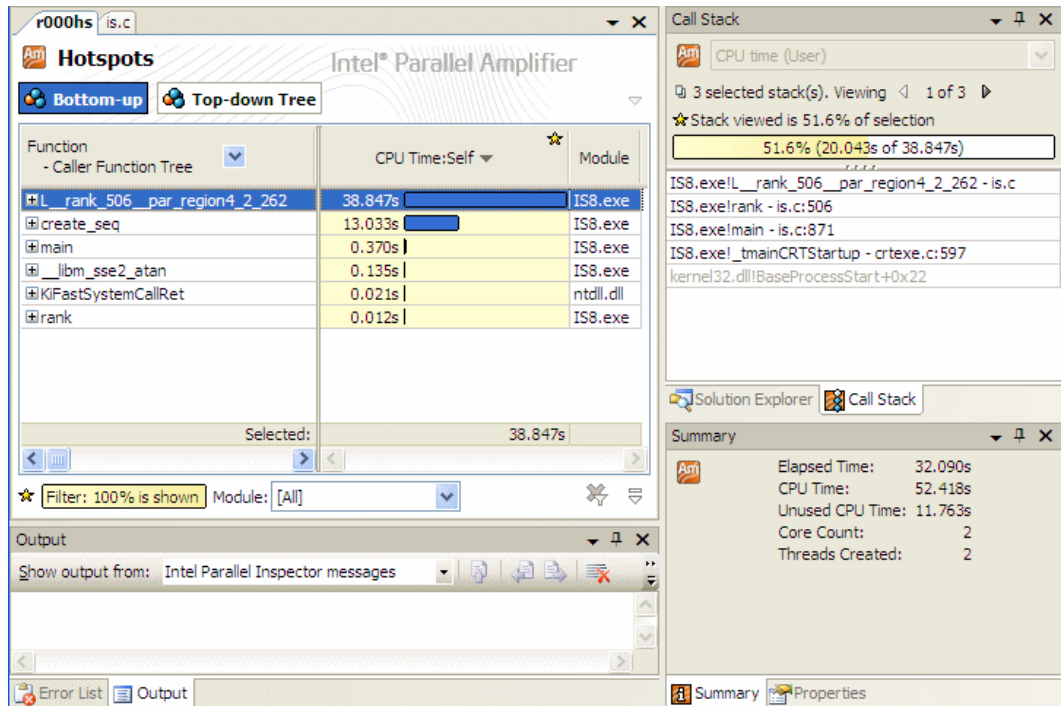 r000hs is.c
Hotspots
Intel® Parallel Amplifier
Bottom-up Top-down Tree
Function
- Caller Function Tree
CPU Time:Self
Module
L__rank_506__par_region4_2_262 38.847s IS8.exe
create_seq 13.033s IS8.exe
main 0.370s IS8.exe
__libm_sse2_atan 0.135s IS8.exe
KiFastSystemCallRet 0.021s ntdll.dll
rank 0.012s IS8.exe
Selected: 38.847s
Filter: 100% is shown Module: [All]
Output
Show output from: Intel Parallel Inspector messages
Error List Output
Call Stack
Am CPU time (User)
3 selected stack(s). Viewing 1 of 3
Stack viewed is 51.6% of selection
51.6% (20.043s of 38.847s)
IS8.exe!L__rank_506__par_region4_2_262 - is.c
IS8.exe!rank - is.c:506
IS8.exe!main - is.c:871
IS8.exe!_tmainCRTStartup - crtexe.c:597
kernel32.dll!BaseProcessStart+0x22
Solution Explorer Call Stack
Summary
Am Elapsed Time: 32.090s
CPU Time: 52.418s
Unused CPU Time: 11.763s
Core Count: 2
Threads Created: 2
Summary Properties